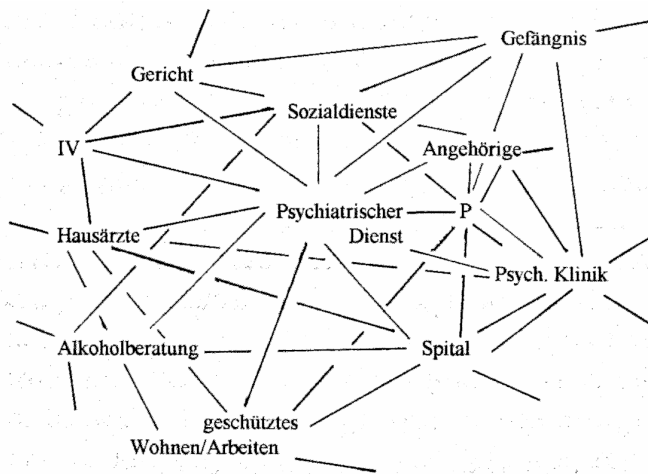 Gefängnis
Gericht
Sozialdienste
IV
Angehörige
Psychiatrischer
Dienst
P
Hausärzte
Psych. Klinik
Alkoholberatung
Spital
geschütztes
Wohnen/Arbeiten